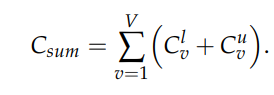 $C_{sum} = \sum_{v=1}^{V} \left( C_v^l + C_v^u \right).$